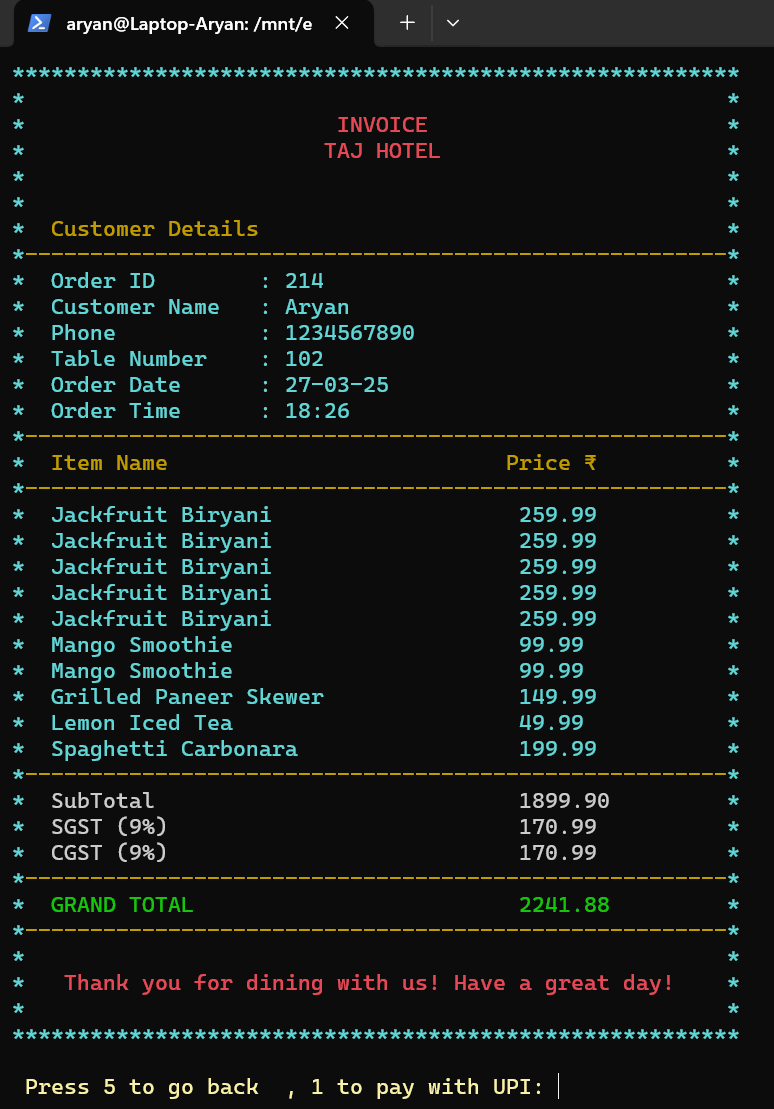 aryan@Laptop-Aryan: /mnt/e
********************************************************
* *
* INVOICE *
* TAJ HOTEL *
* *
* *
* Customer Details *
*------------------------------------------------------*
* Order ID : 214 *
* Customer Name : Aryan *
* Phone : 1234567890 *
* Table Number : 102 *
* Order Date : 27-03-25 *
* Order Time : 18:26 *
*------------------------------------------------------*
* Item Name Price ₹ *
*------------------------------------------------------*
* Jackfruit Biryani 259.99 *
* Jackfruit Biryani 259.99 *
* Jackfruit Biryani 259.99 *
* Jackfruit Biryani 259.99 *
* Jackfruit Biryani 259.99 *
* Mango Smoothie 99.99 *
* Mango Smoothie 99.99 *
* Grilled Paneer Skewer 149.99 *
* Lemon Iced Tea 49.99 *
* Spaghetti Carbonara 199.99 *
*------------------------------------------------------*
* SubTotal 1899.90 *
* SGST (9%) 170.99 *
* CGST (9%) 170.99 *
*------------------------------------------------------*
* GRAND TOTAL 2241.88 *
*------------------------------------------------------*
* *
* Thank you for dining with us! Have a great day! *
* *
********************************************************
Press 5 to go back , 1 to pay with UPI: